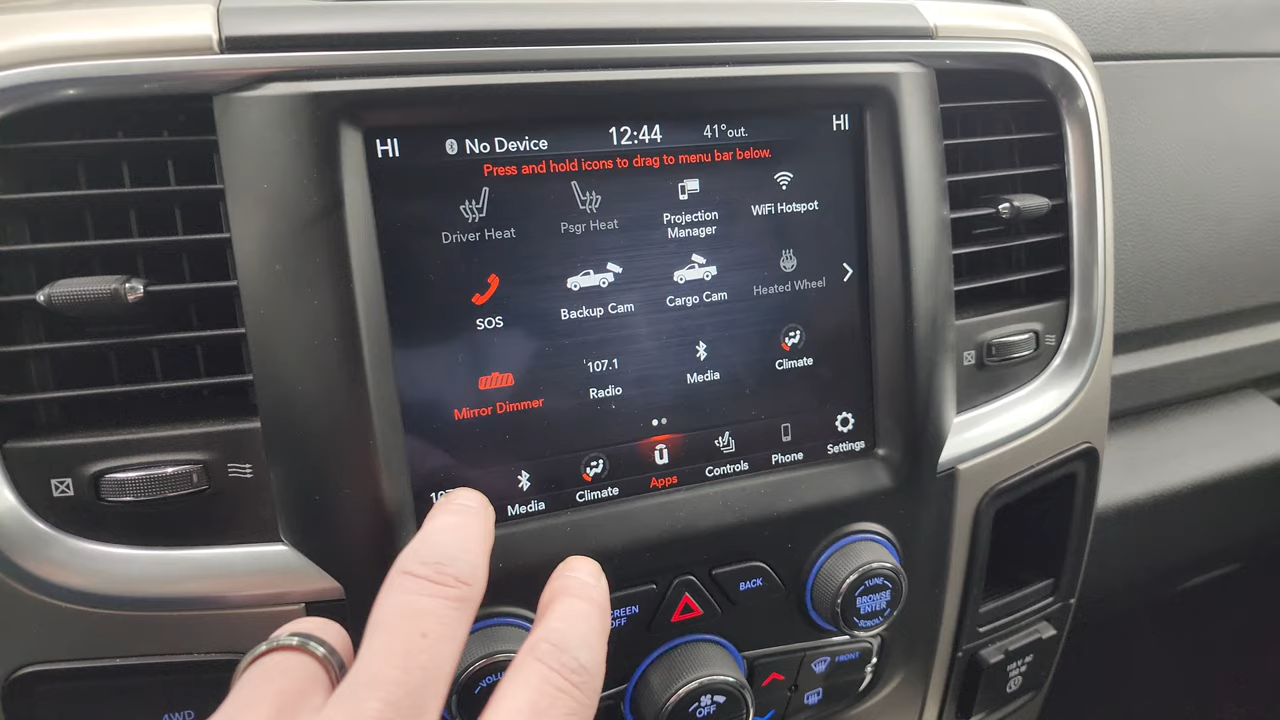 HI
No Device
12:44
41°out.
HI
Press and hold icons to drag to menu bar below.
Driver Heat
Psgr Heat
Projection
Manager
WiFi Hotspot
SOS
Backup Cam
Cargo Cam
Heated Wheel
Mirror Dimmer
107.1
Radio
Media
Climate
Media
Climate
Apps
Controls
Phone
Settings
OFF
BACK
TUNE
BROWSE
ENTER
SCROLL
FRONT
OFF
4WD